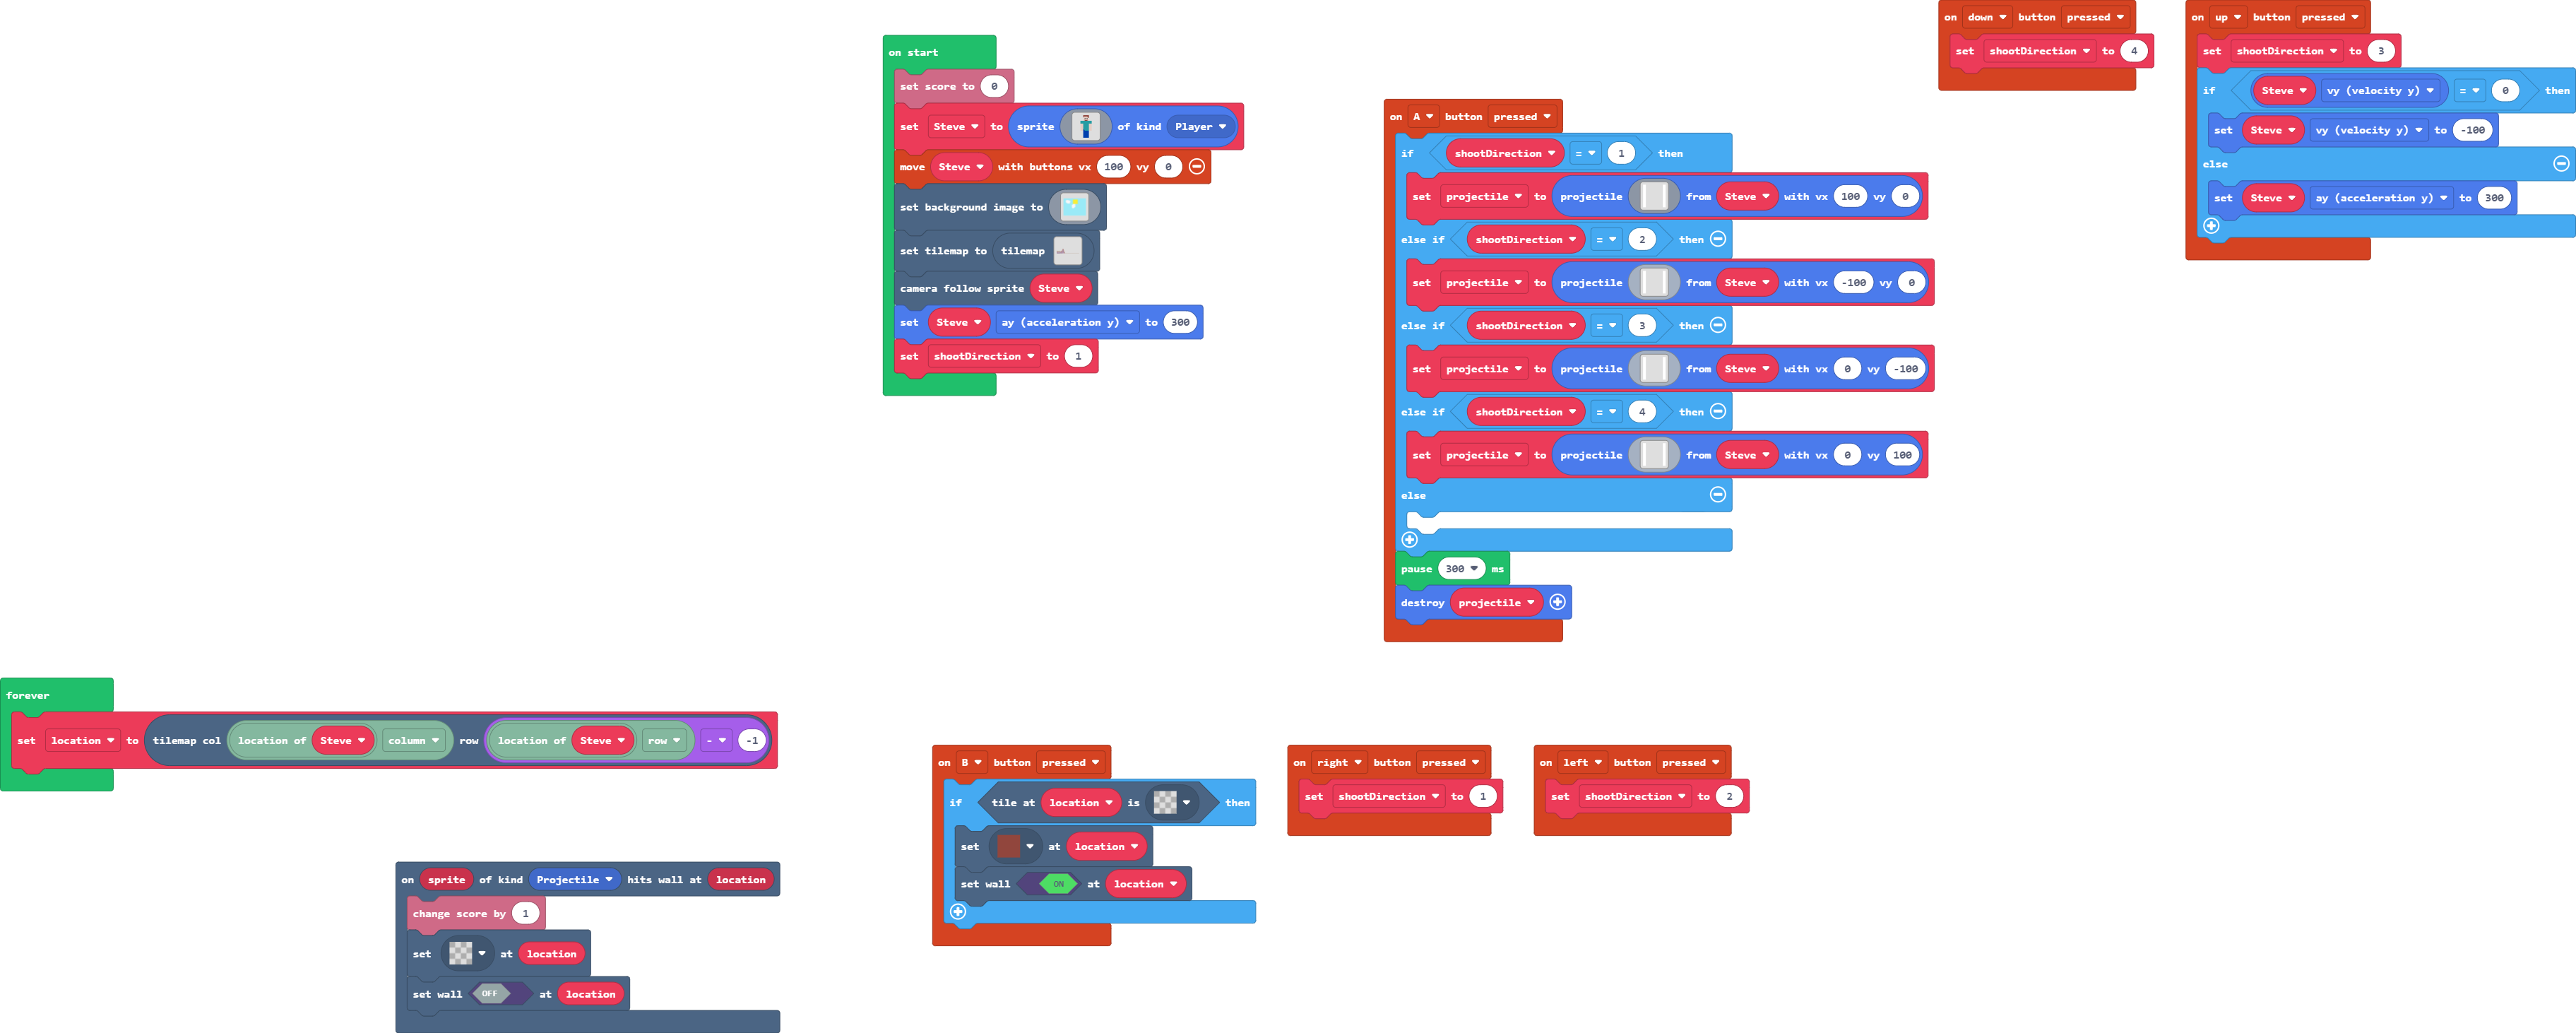 on start
set score to 0
set Steve to sprite of kind Player
move Steve with buttons vx 100 vy 0
set background image to
set tilemap to tilemap
camera follow sprite Steve
set Steve ay (acceleration y) to 300
set shootDirection to 1
on A button pressed
if shootDirection = 1 then
set projectile to projectile from Steve with vx 100 vy 0
else if shootDirection = 2 then
set projectile to projectile from Steve with vx -100 vy 0
else if shootDirection = 3 then
set projectile to projectile from Steve with vx 0 vy -100
else if shootDirection = 4 then
set projectile to projectile from Steve with vx 0 vy 100
else
pause 300 ms
destroy projectile
on down button pressed
set shootDirection to 4
on up button pressed
set shootDirection to 3
if Steve vy (velocity y) = 0 then
set Steve vy (velocity y) to -100
else
set Steve ay (acceleration y) to 300
forever
set location to tilemap col location of Steve column row location of Steve row - -1
on sprite of kind Projectile hits wall at location
change score by 1
set at location
set wall OFF at location
on B button pressed
if tile at location is then
set at location
set wall ON at location
on right button pressed
set shootDirection to 1
on left button pressed
set shootDirection to 2